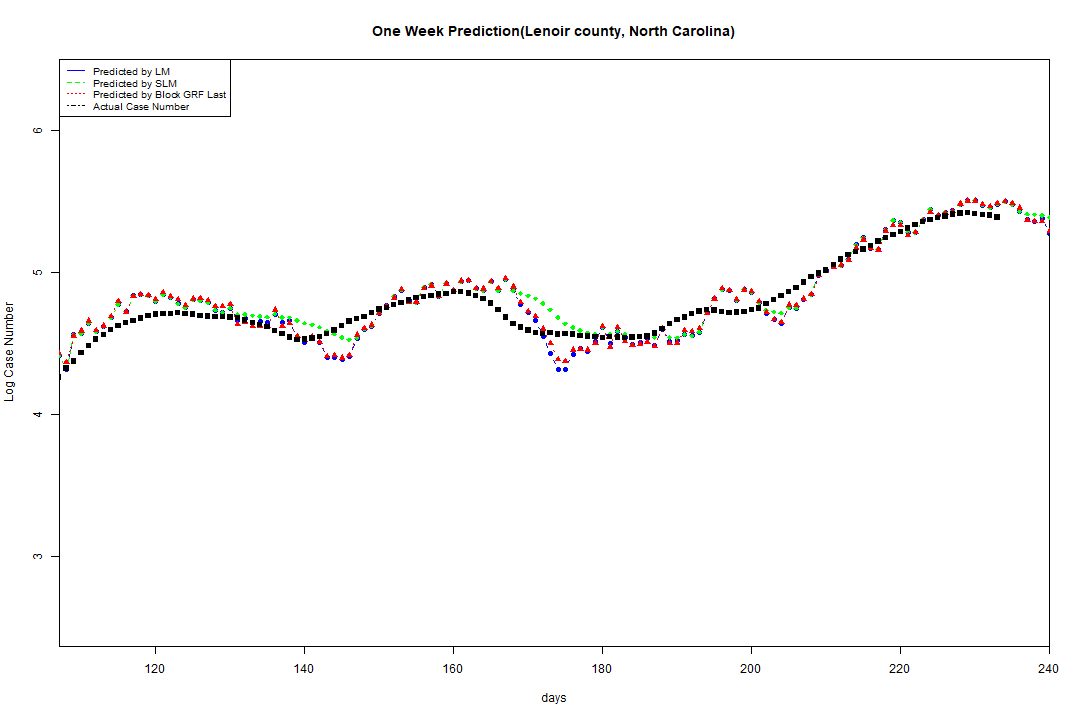 One Week Prediction(Lenoir county, North Carolina)
Predicted by LM
Predicted by SLM
Predicted by Block GRF Last
Actual Case Number
6
5
4
3
Log Case Number
120 140 160 180 200 220 240
days